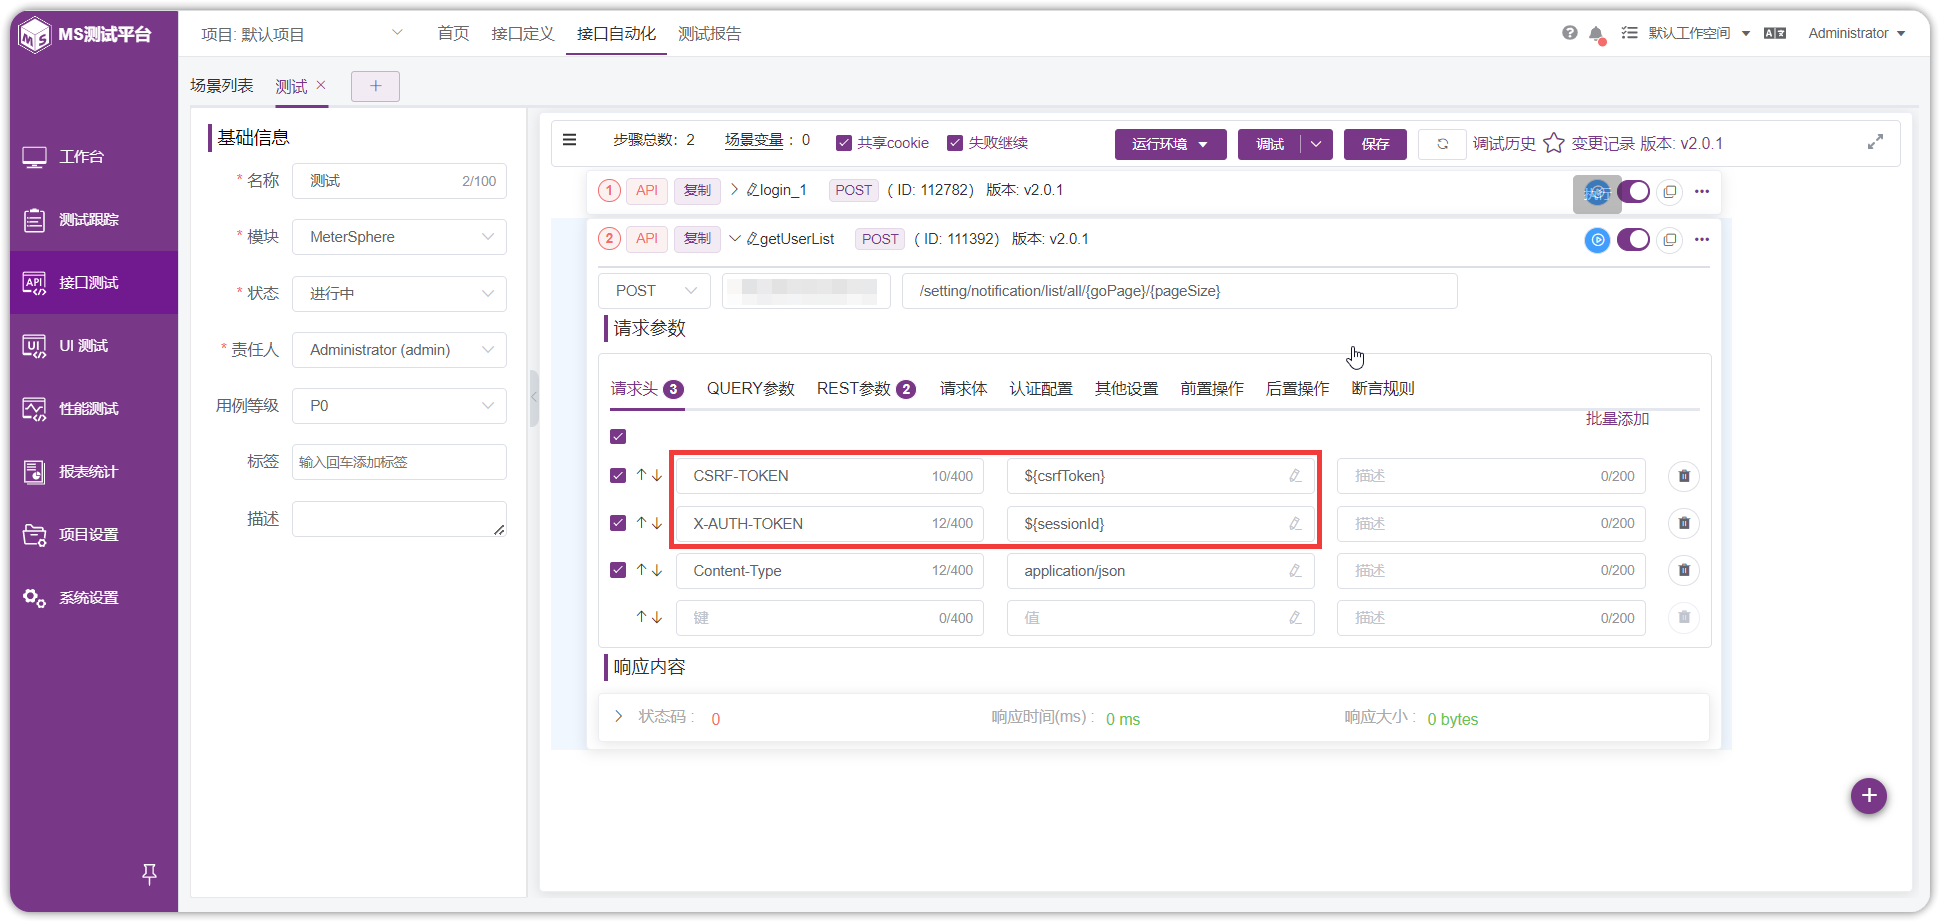 MS测试平台
项目: 默认项目
首页
接口定义
接口自动化
测试报告
默认工作空间
Administrator
工作台
测试跟踪
接口测试
UI 测试
性能测试
报表统计
项目设置
系统设置
场景列表
测试
基础信息
* 名称
测试
2/100
* 模块
MeterSphere
* 状态
进行中
* 责任人
Administrator (admin)
用例等级
P0
标签
输入回车添加标签
描述
步骤总数: 2
场景变量 : 0
共享cookie
失败继续
运行环境
调试
保存
调试历史
变更记录
版本: v2.0.1
1 API 复制 login_1 POST ( ID: 112782) 版本: v2.0.1
执行
2 API 复制 getUserList POST ( ID: 111392) 版本: v2.0.1
POST
/setting/notification/list/all/{goPage}/{pageSize}
请求参数
请求头 3 QUERY参数 REST参数 2 请求体 认证配置 其他设置 前置操作 后置操作 断言规则
批量添加
CSRF-TOKEN 10/400 ${csrfToken} 描述 0/200
X-AUTH-TOKEN 12/400 ${sessionId} 描述 0/200
Content-Type 12/400 application/json 描述 0/200
键 0/400 值 描述 0/200
响应内容
状态码 : 0
响应时间(ms) : 0 ms
响应大小 : 0 bytes